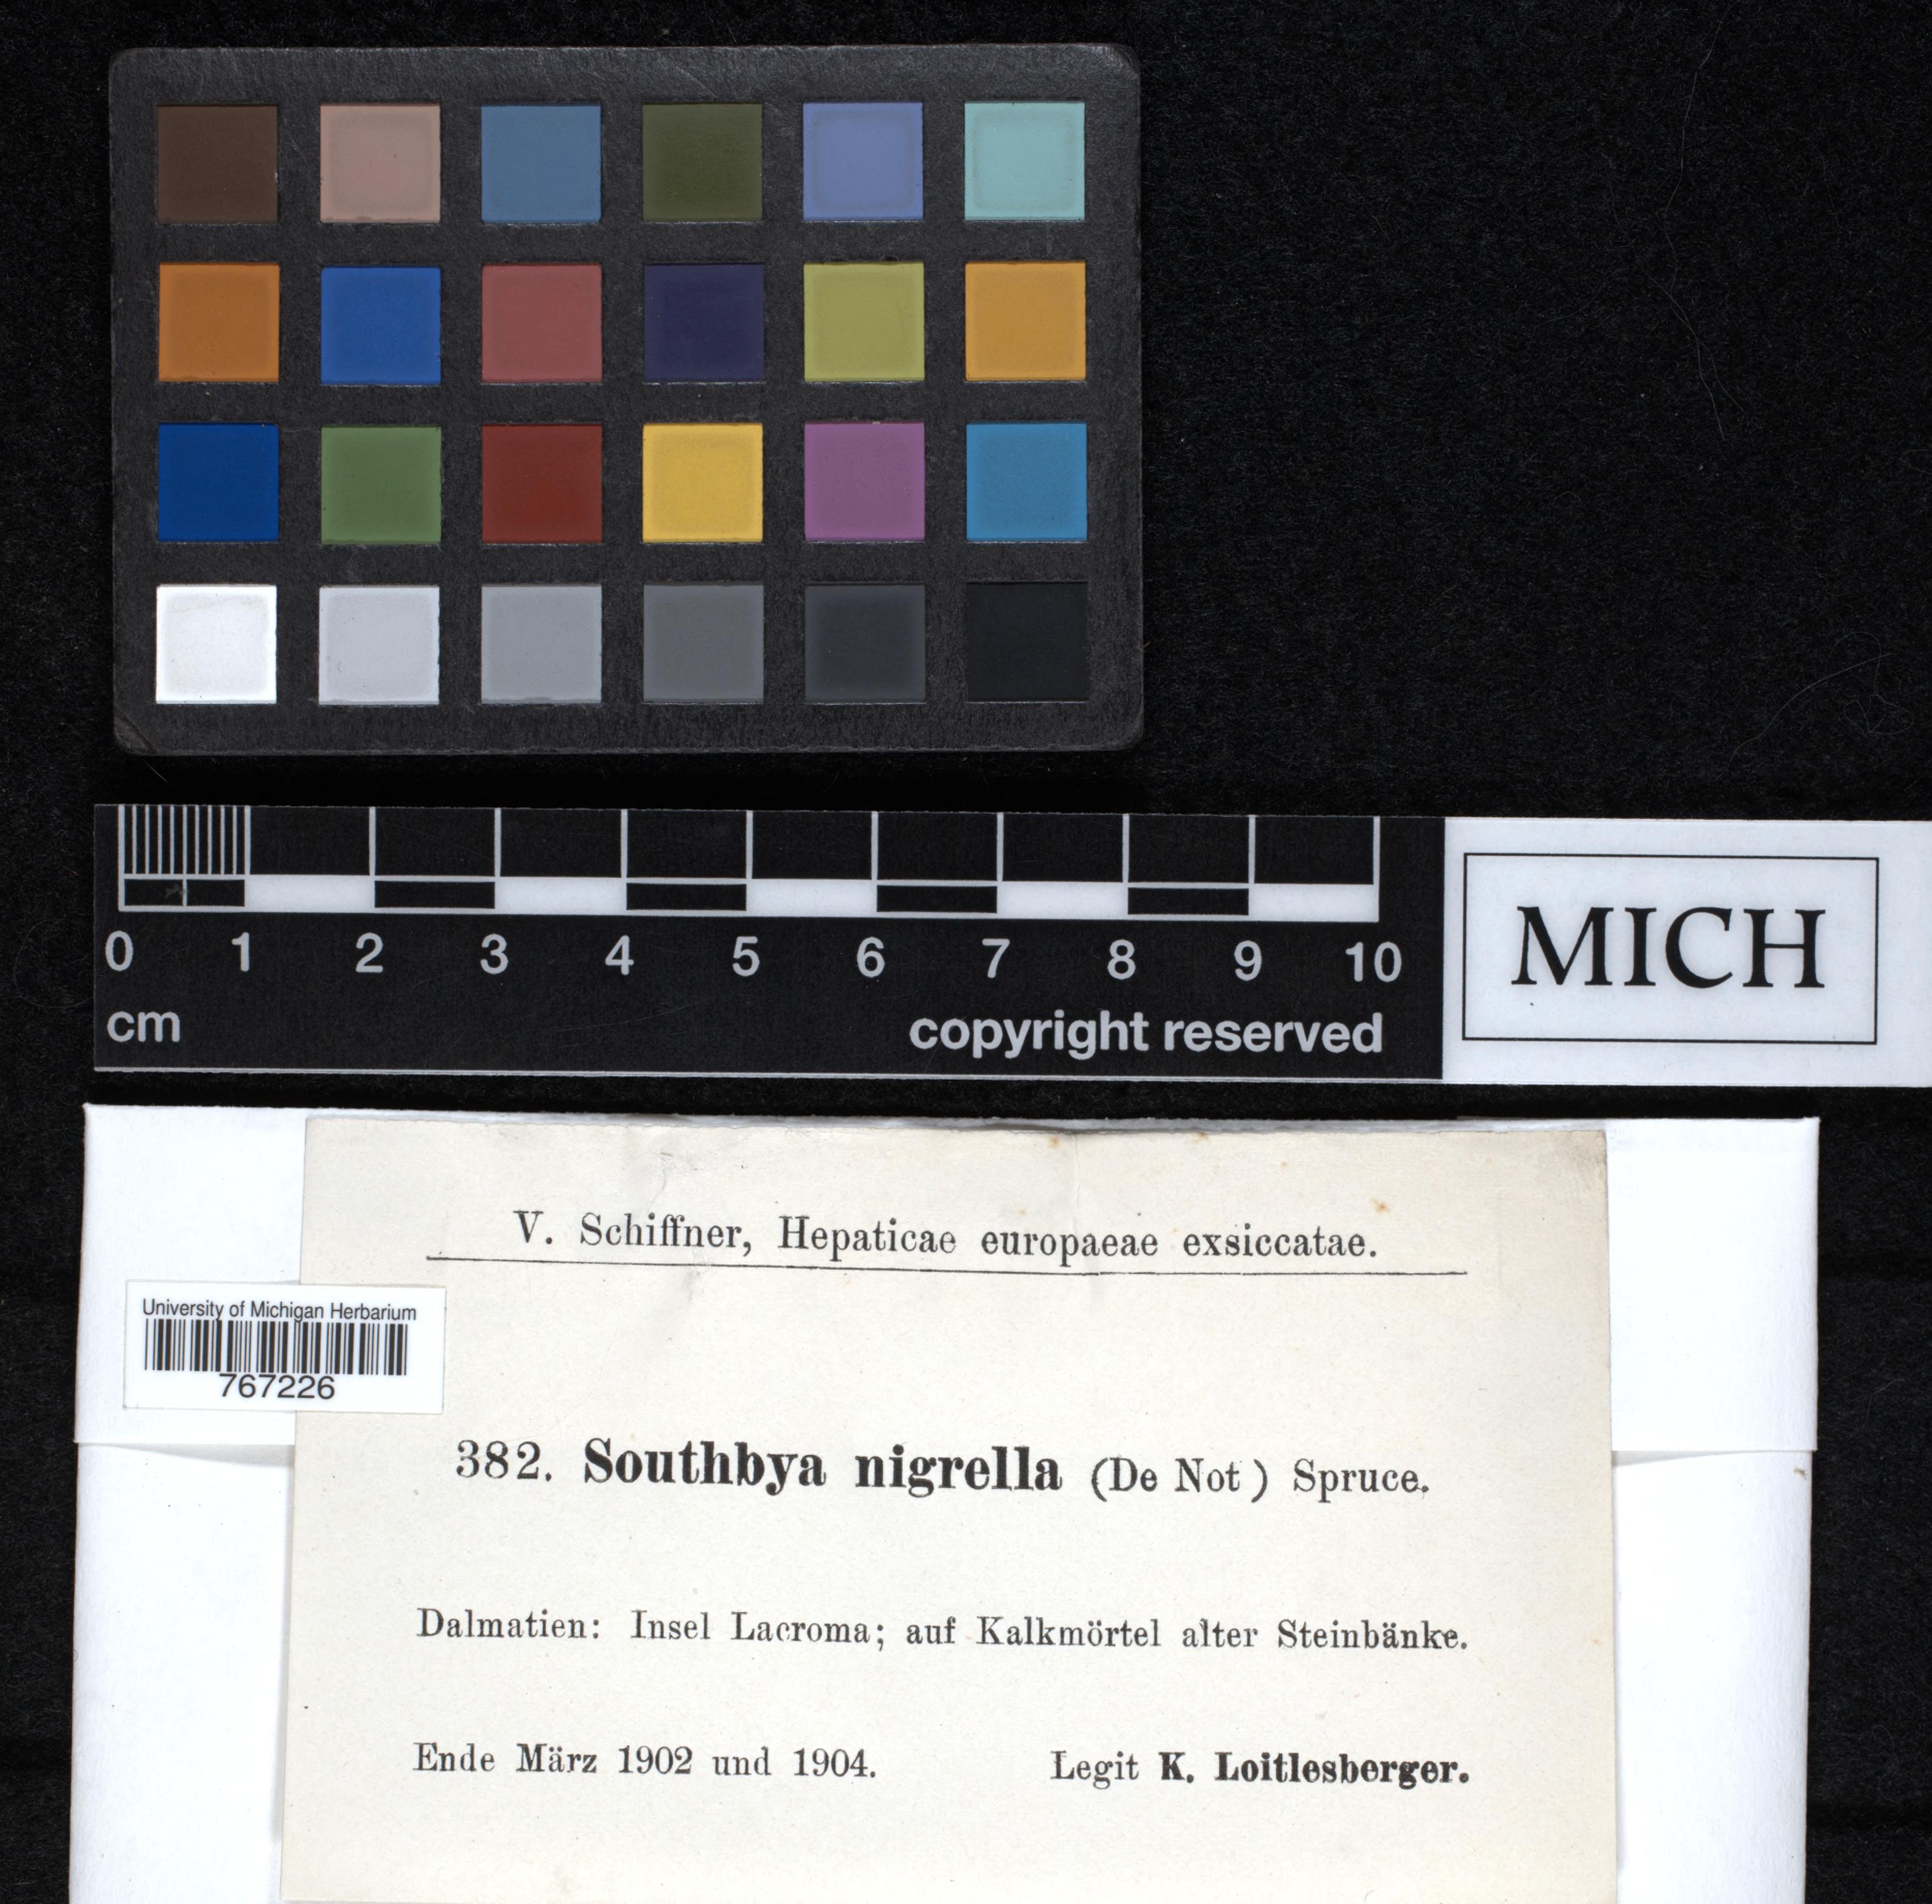 0 1 2 3 4 5 6 7 8 9 10
cm copyright reserved
MICH
V. Schiffner, Hepaticae europaeae exsiccatae.
University of Michigan Herbarium
767226
382. Southbya nigrella (De Not) Spruce.
Dalmatien: Insel Lacroma; auf Kalkmörtel alter Steinbänke.
Ende März 1902 und 1904. Legit K. Loitlesberger.